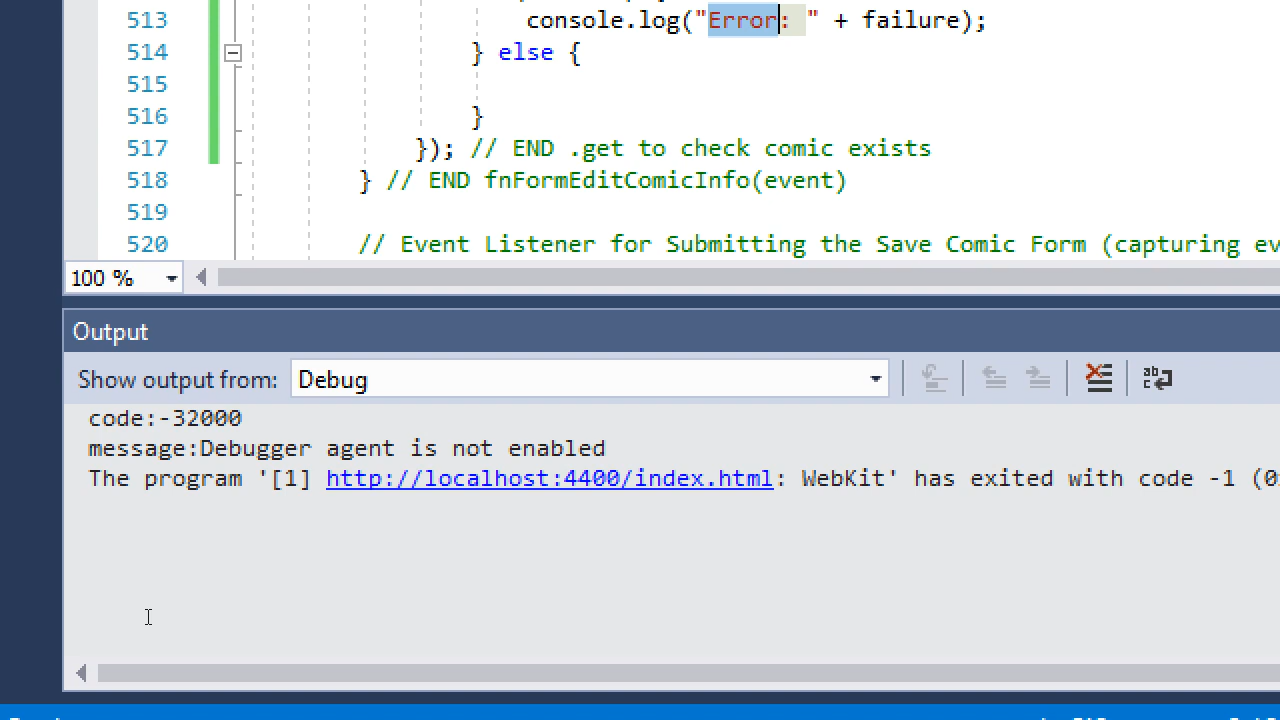 513 console.log("Error: " + failure);
514 } else {
515
516 }
517 }); // END .get to check comic exists
518 } // END fnFormEditComicInfo(event)
519
520 // Event Listener for Submitting the Save Comic Form (capturing
100 %
Output
Show output from: Debug
code:-32000
message:Debugger agent is not enabled
The program '[1] http://localhost:4400/index.html: WebKit' has exited with code -1